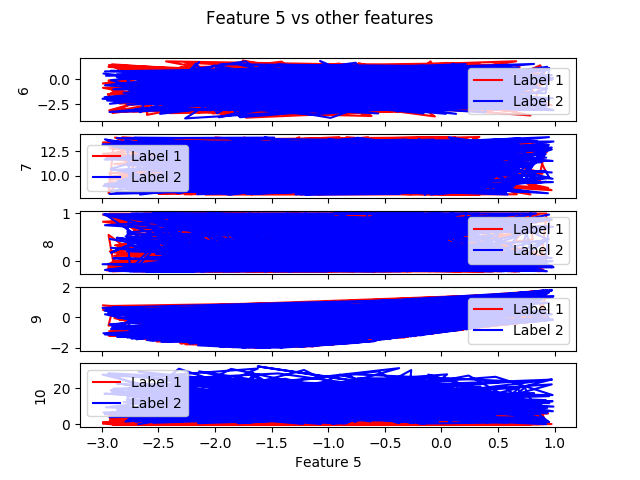 Feature 5 vs other features
6
0.0
−2.5
Label 1
Label 2
7
12.5
10.0
Label 1
Label 2
8
1
0
Label 1
Label 2
9
2
0
−2
Label 1
Label 2
10
20
0
Label 1
Label 2
−3.0 −2.5 −2.0 −1.5 −1.0 −0.5 0.0 0.5 1.0
Feature 5